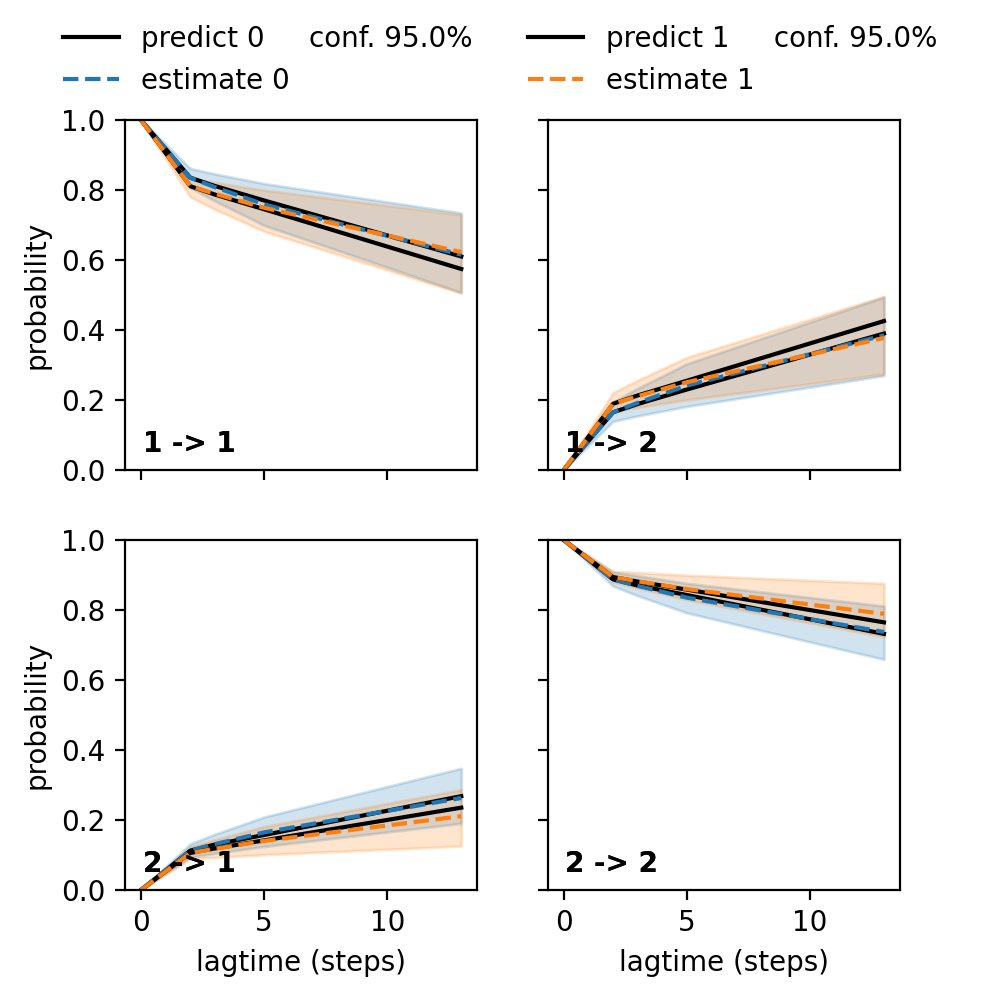 predict 0 conf. 95.0% predict 1 conf. 95.0%
estimate 0 estimate 1
1.0
0.8
0.6
0.4
0.2
0.0
probability
1 -> 1
1 -> 2
1.0
0.8
0.6
0.4
0.2
0.0
probability
2 -> 1
2 -> 2
0 5 10 0 5 10
lagtime (steps) lagtime (steps)